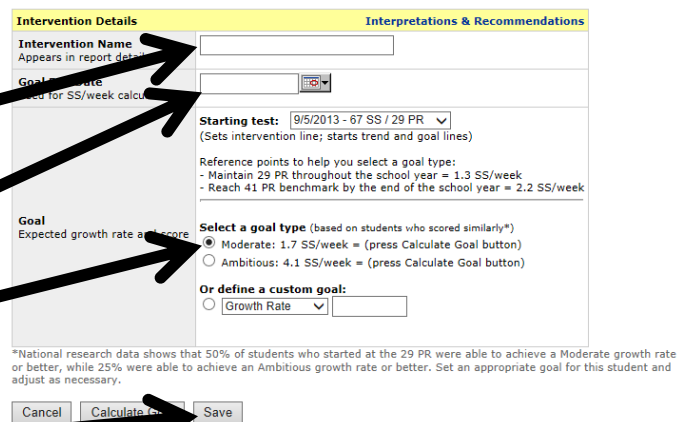 Intervention Details Interpretations & Recommendations
Intervention Name
Appears in report
Goal
for SS/week
Starting test: 9/5/2013 - 67 SS / 29 PR
(Sets intervention line; starts trend and goal lines)
Reference points to help you select a goal type:
- Maintain 29 PR throughout the school year = 1.3 SS/week
- Reach 41 PR benchmark by the end of the school year = 2.2 SS/week
Goal
Expected growth rate and score
Select a goal type (based on students who scored similarly*)
Moderate: 1.7 SS/week = (press Calculate Goal button)
Ambitious: 4.1 SS/week = (press Calculate Goal button)
Or define a custom goal:
Growth Rate
*National research data shows that 50% of students who started at the 29 PR were able to achieve a Moderate growth rate
or better, while 25% were able to achieve an Ambitious growth rate or better. Set an appropriate goal for this student and
adjust as necessary.
Cancel Calculate Save